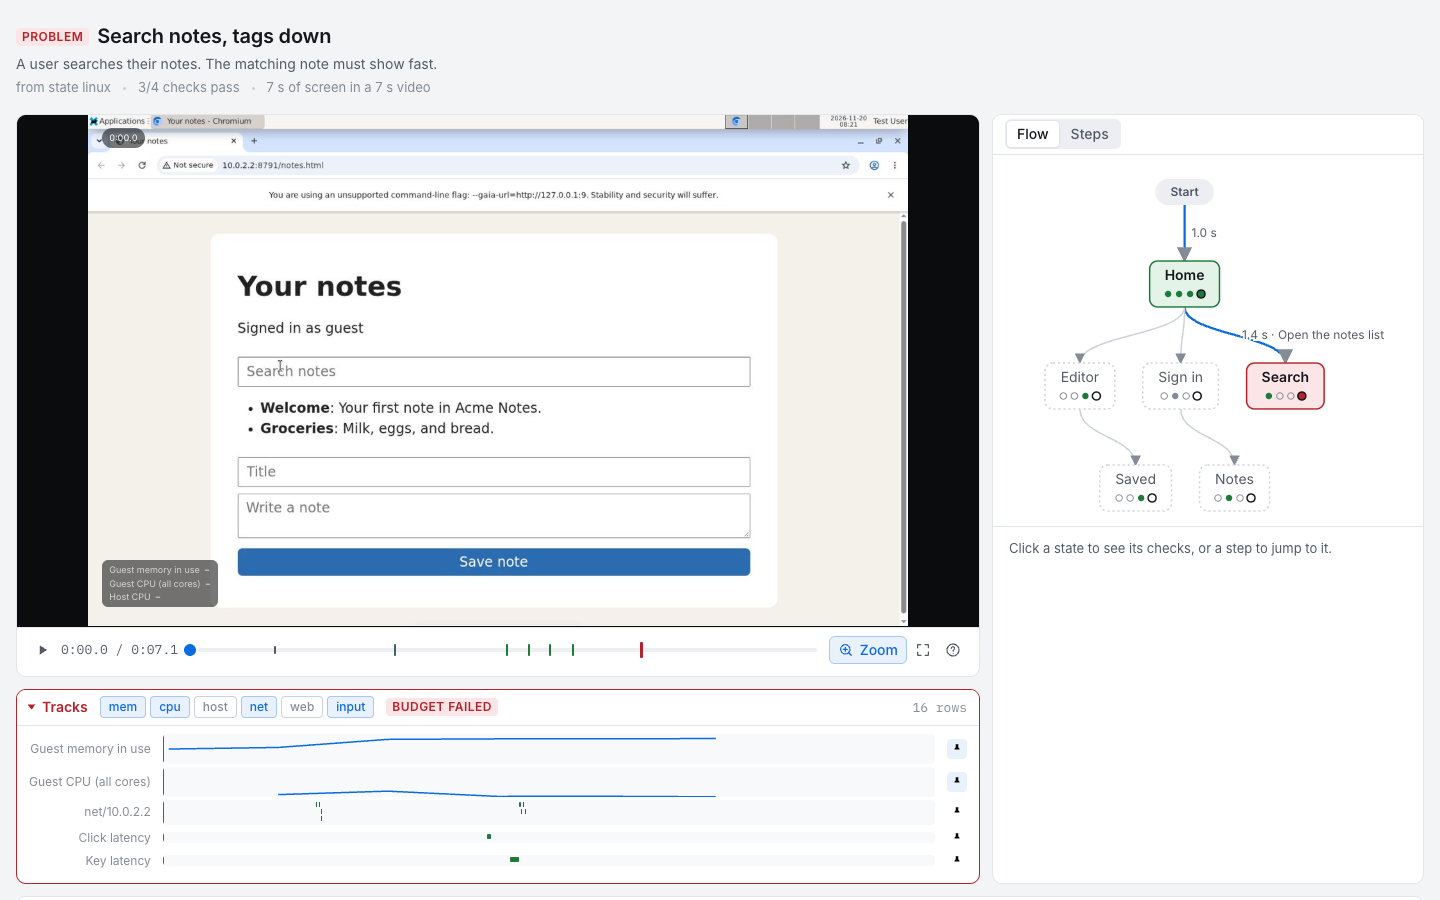 PROBLEM Search notes, tags down
A user searches their notes. The matching note must show fast.
from state linux • 3/4 checks pass • 7 s of screen in a 7 s video
Applications Your notes - Chromium 2026-11-20 08:21 Test User
0:00.0 notes
Not secure 10.0.2.2:8791/notes.html
You are using an unsupported command-line flag: --gaia-url=http://127.0.0.1:9. Stability and security will suffer.
Your notes
Signed in as guest
Search notes
• Welcome: Your first note in Acme Notes.
• Groceries: Milk, eggs, and bread.
Title
Write a note
Save note
Guest memory in use –
Guest CPU (all cores) –
Host CPU –
0:00.0 / 0:07.1
Zoom
Tracks mem cpu host net web input BUDGET FAILED 16 rows
Guest memory in use
Guest CPU (all cores)
net/10.0.2.2
Click latency
Key latency
Flow Steps
Start
1.0 s
Home
1.4 s · Open the notes list
Editor Sign in Search
Saved Notes
Click a state to see its checks, or a step to jump to it.